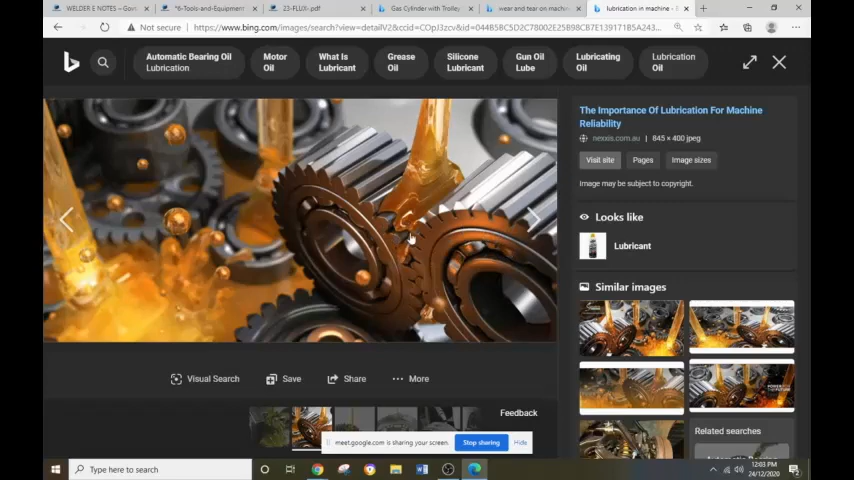 WELDER E NOTES – Gov
"6-Tools-and-Equipment
23-FLUX-.pdf
Gas Cylinder with Trolley
wear and tear on machin
lubrication in machine -
Not secure
https://www.bing.com/images/search?view=detailV2&ccid=COpJ3zcv&id=044B5BC5D2C78002E25B98CB7E139171B5A243...
Automatic Bearing Oil
Lubrication
Motor
Oil
What Is
Lubricant
Grease
Oil
Silicone
Lubricant
Gun Oil
Lube
Lubricating
Oil
Lubrication
Oil
The Importance Of Lubrication For Machine
Reliability
nexxis.com.au | 845 × 400 jpeg
Visit site
Pages
Image sizes
Image may be subject to copyright.
Looks like
Lubricant
Similar images
Visual Search
Save
Share
More
Feedback
Related searches
meet.google.com is sharing your screen.
Stop sharing
Hide
Type here to search
12:03 PM
24/12/2020